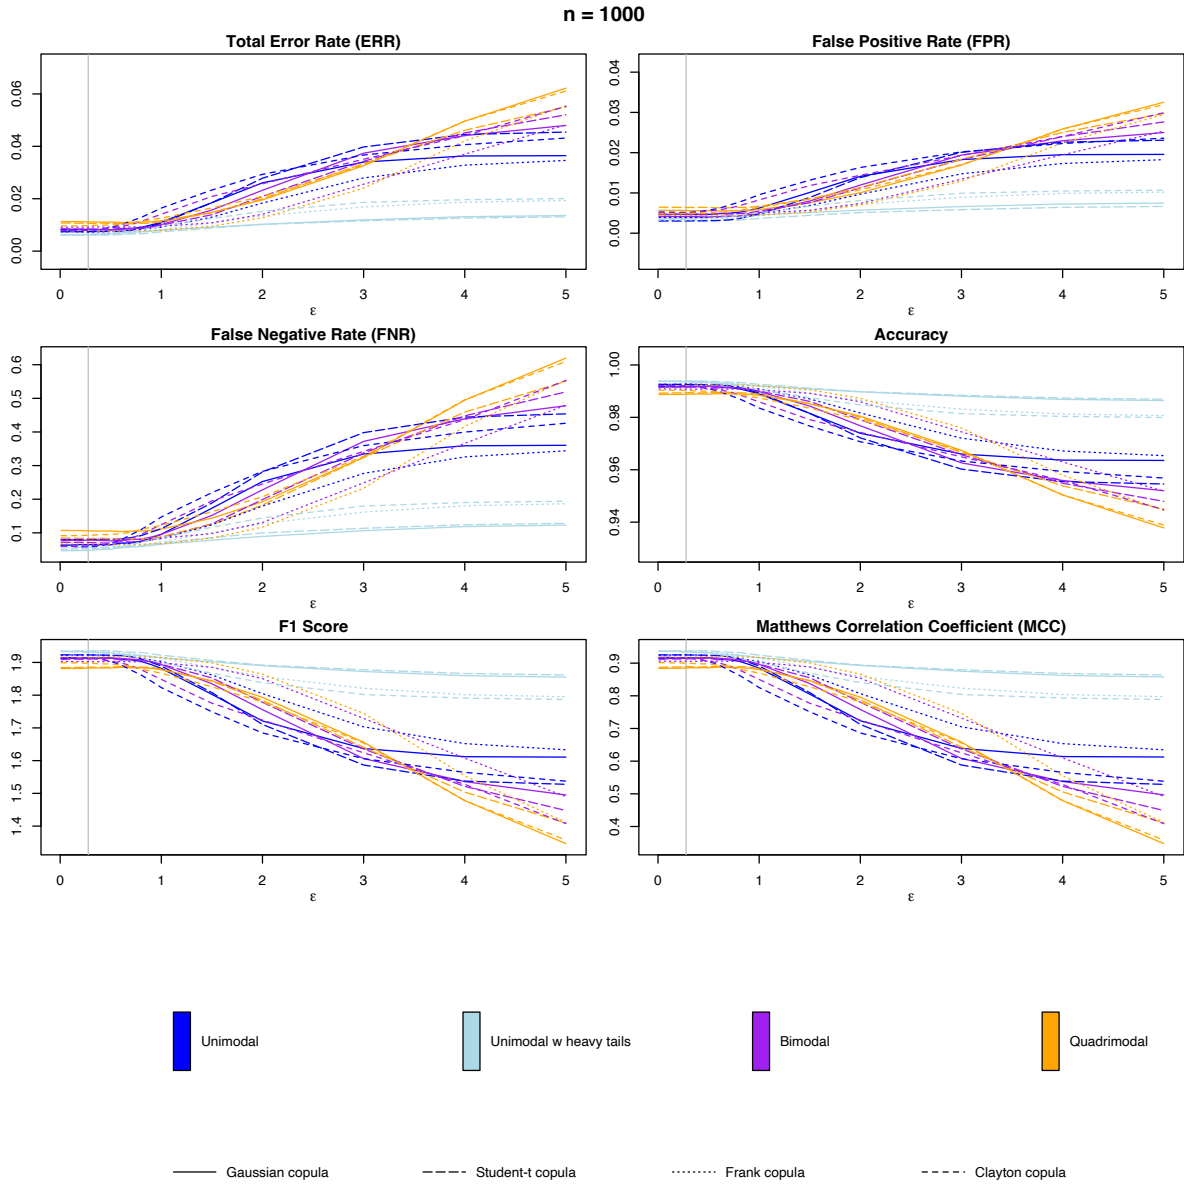 n = 1000
Total Error Rate (ERR)
0.00 0.02 0.04 0.06
0 1 2 3 4 5
ε
False Positive Rate (FPR)
0.00 0.01 0.02 0.03 0.04
0 1 2 3 4 5
ε
False Negative Rate (FNR)
0.1 0.2 0.3 0.4 0.5 0.6
0 1 2 3 4 5
ε
Accuracy
0.94 0.96 0.98 1.00
0 1 2 3 4 5
ε
F1 Score
1.4 1.5 1.6 1.7 1.8 1.9
0 1 2 3 4 5
ε
Matthews Correlation Coefficient (MCC)
0.4 0.5 0.6 0.7 0.8 0.9
0 1 2 3 4 5
ε
Unimodal Unimodal w heavy tails Bimodal Quadrimodal
Gaussian copula Student-t copula Frank copula Clayton copula